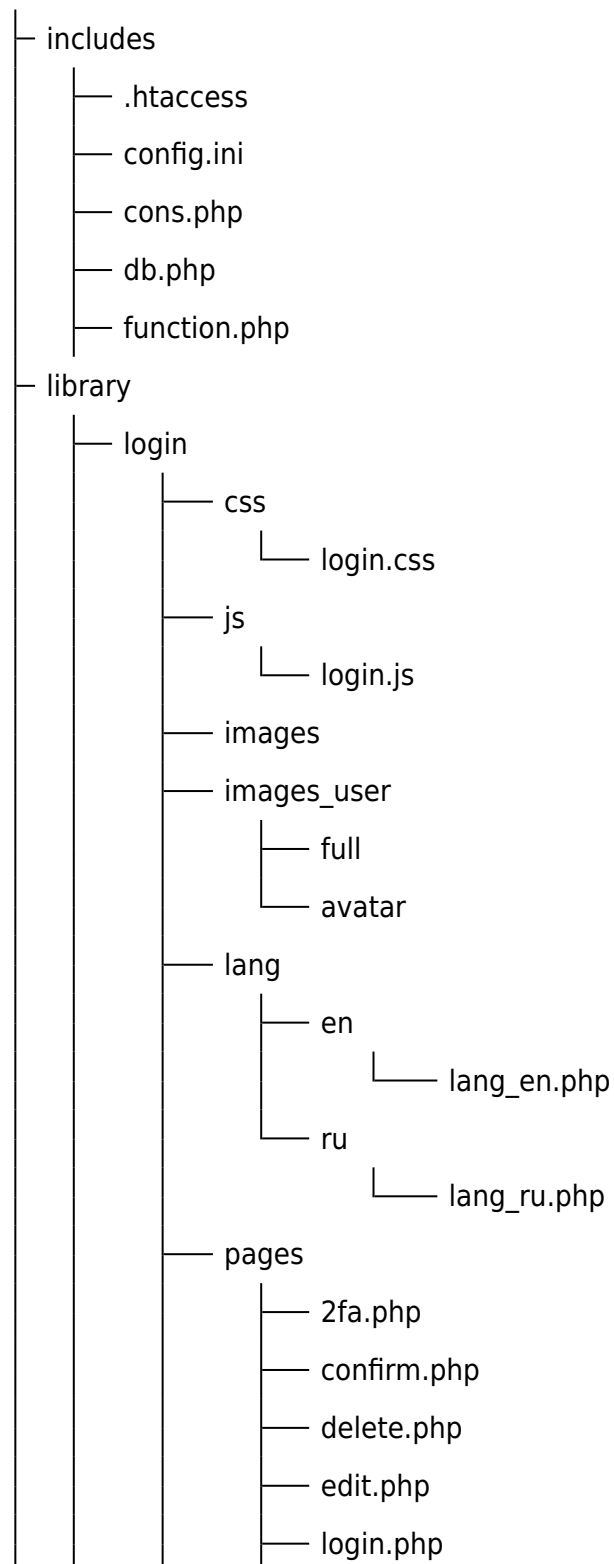 includes
.htaccess
config.ini
cons.php
db.php
function.php
library
login
css
login.css
js
login.js
images
images_user
full
avatar
lang
en
lang_en.php
ru
lang_ru.php
pages
2fa.php
confirm.php
delete.php
edit.php
login.php